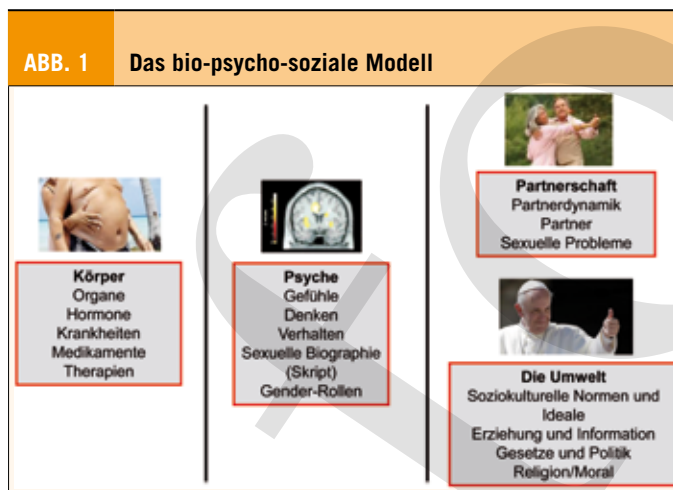 ABB. 1 Das bio-psycho-soziale Modell
Körper
Organe
Hormone
Krankheiten
Medikamente
Therapien
Psyche
Gefühle
Denken
Verhalten
Sexuelle Biographie
(Skript)
Gender-Rollen
Partnerschaft
Partnerdynamik
Partner
Sexuelle Probleme
Die Umwelt
Soziokulturelle Normen und
Ideale
Erziehung und Information
Gesetze und Politik
Religion/Moral